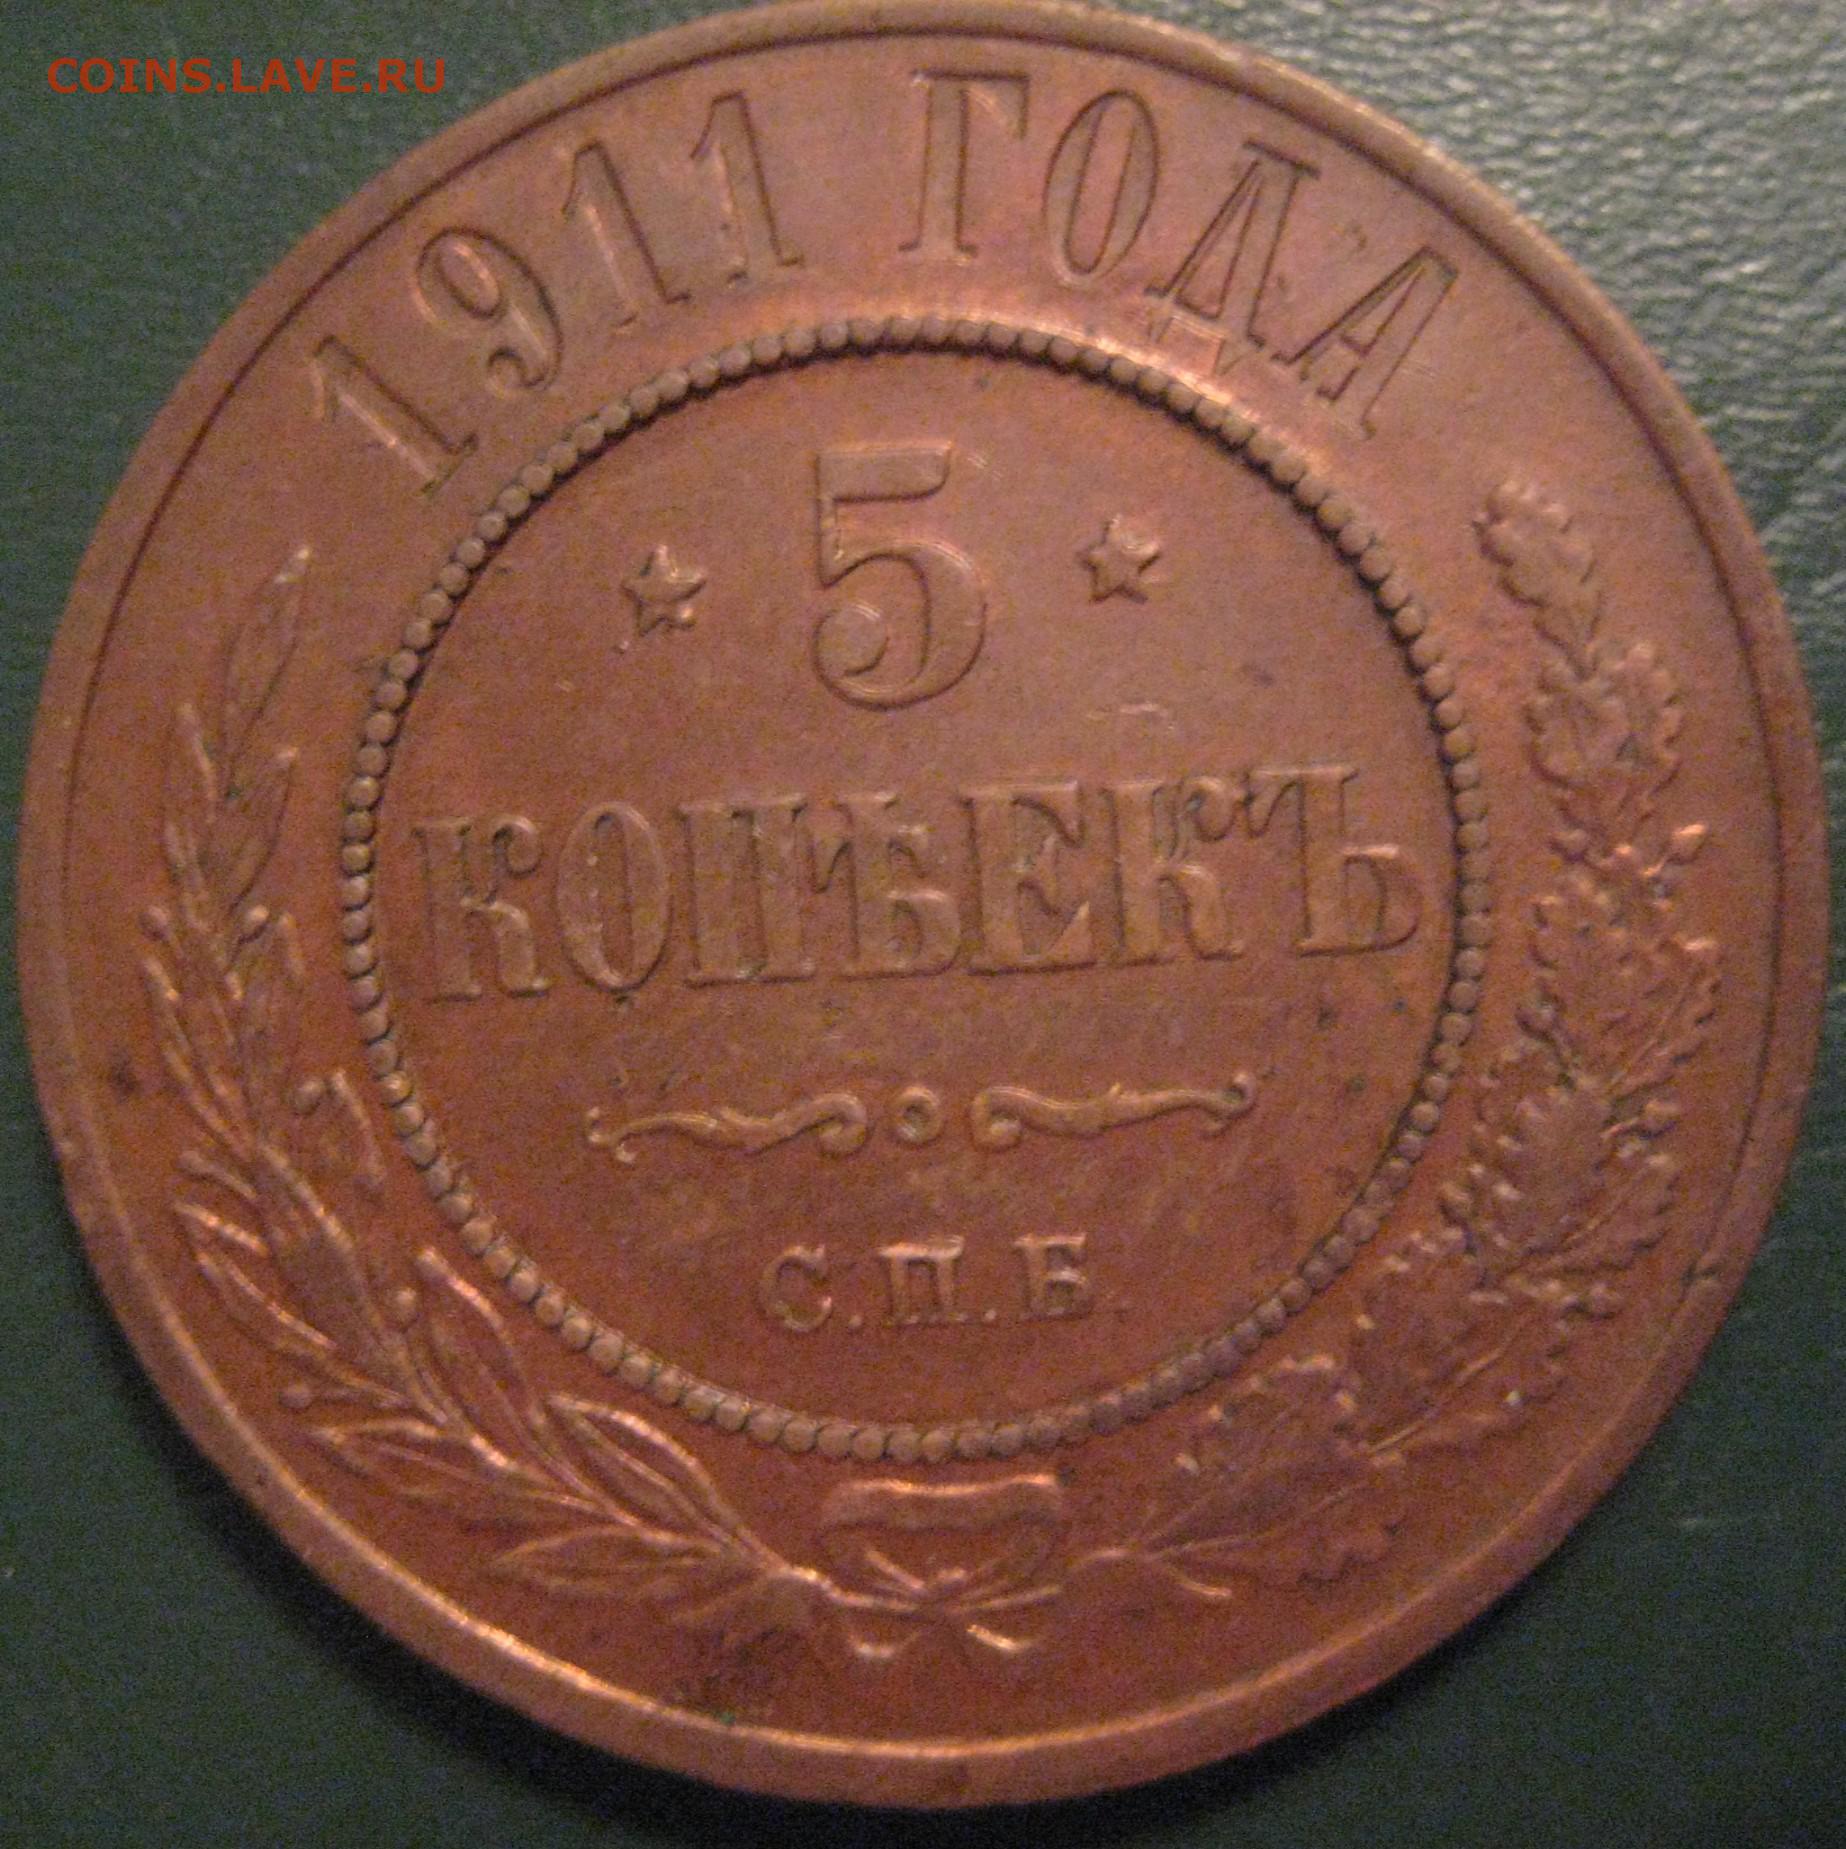 COINS.LAVE.RU
1911 ГОДА
5
КОПѢЕКЪ
С.П.Б.